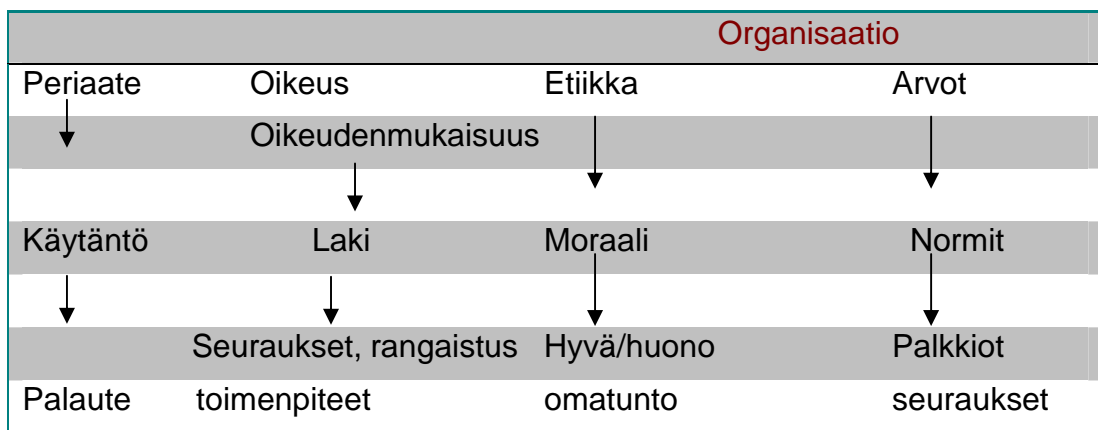 Organisaatio
Periaate Oikeus Etiikka Arvot
Oikeudenmukaisuus
Käytäntö Laki Moraali Normit
Seuraukset, rangaistus Hyvä/huono Palkkiot
Palaute toimenpiteet omatunto seuraukset